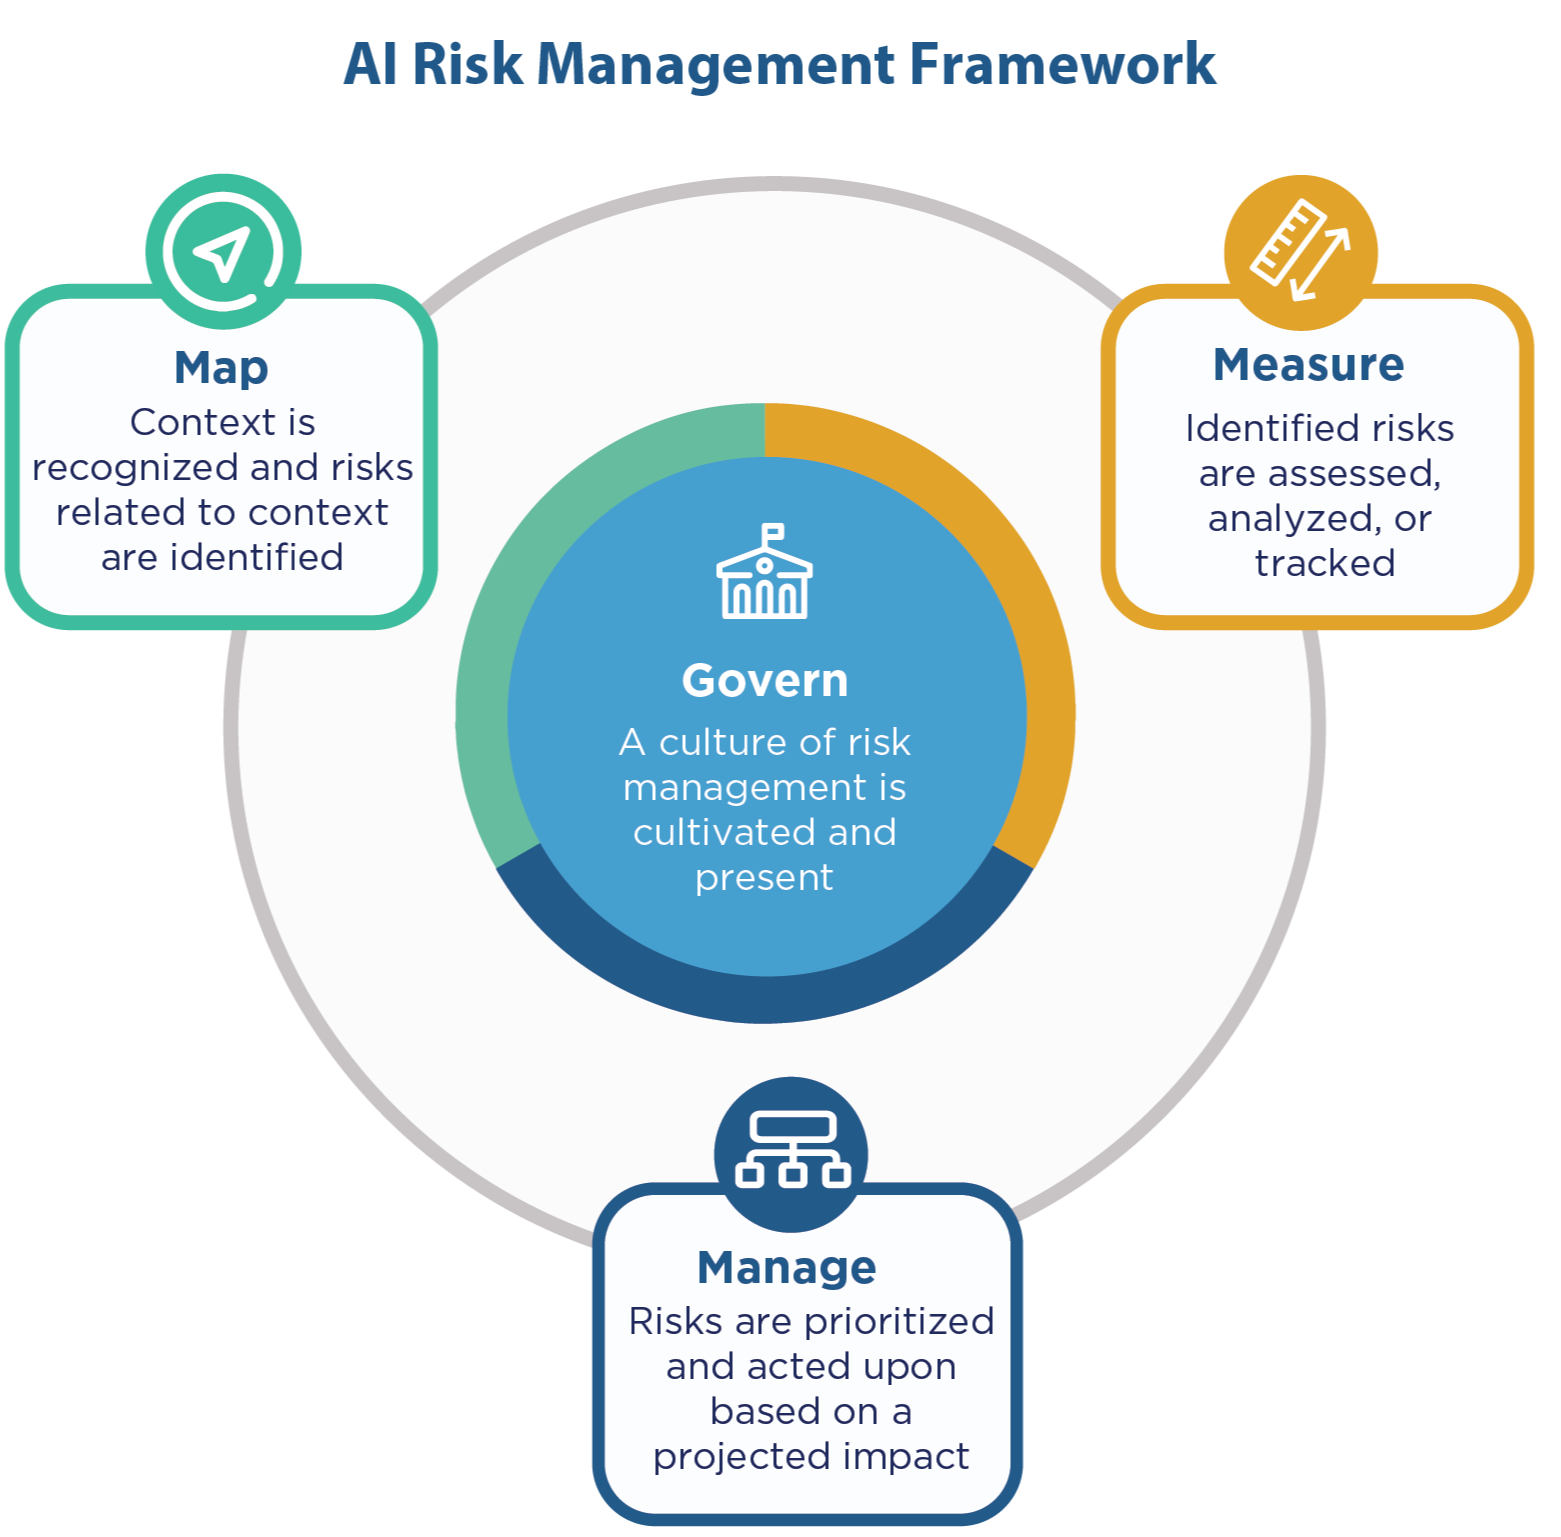 AI Risk Management Framework
Map
Context is
recognized and risks
related to context
are identified
Measure
Identified risks
are assessed,
analyzed, or
tracked
Govern
A culture of risk
management is
cultivated and
present
Manage
Risks are prioritized
and acted upon
based on a
projected impact